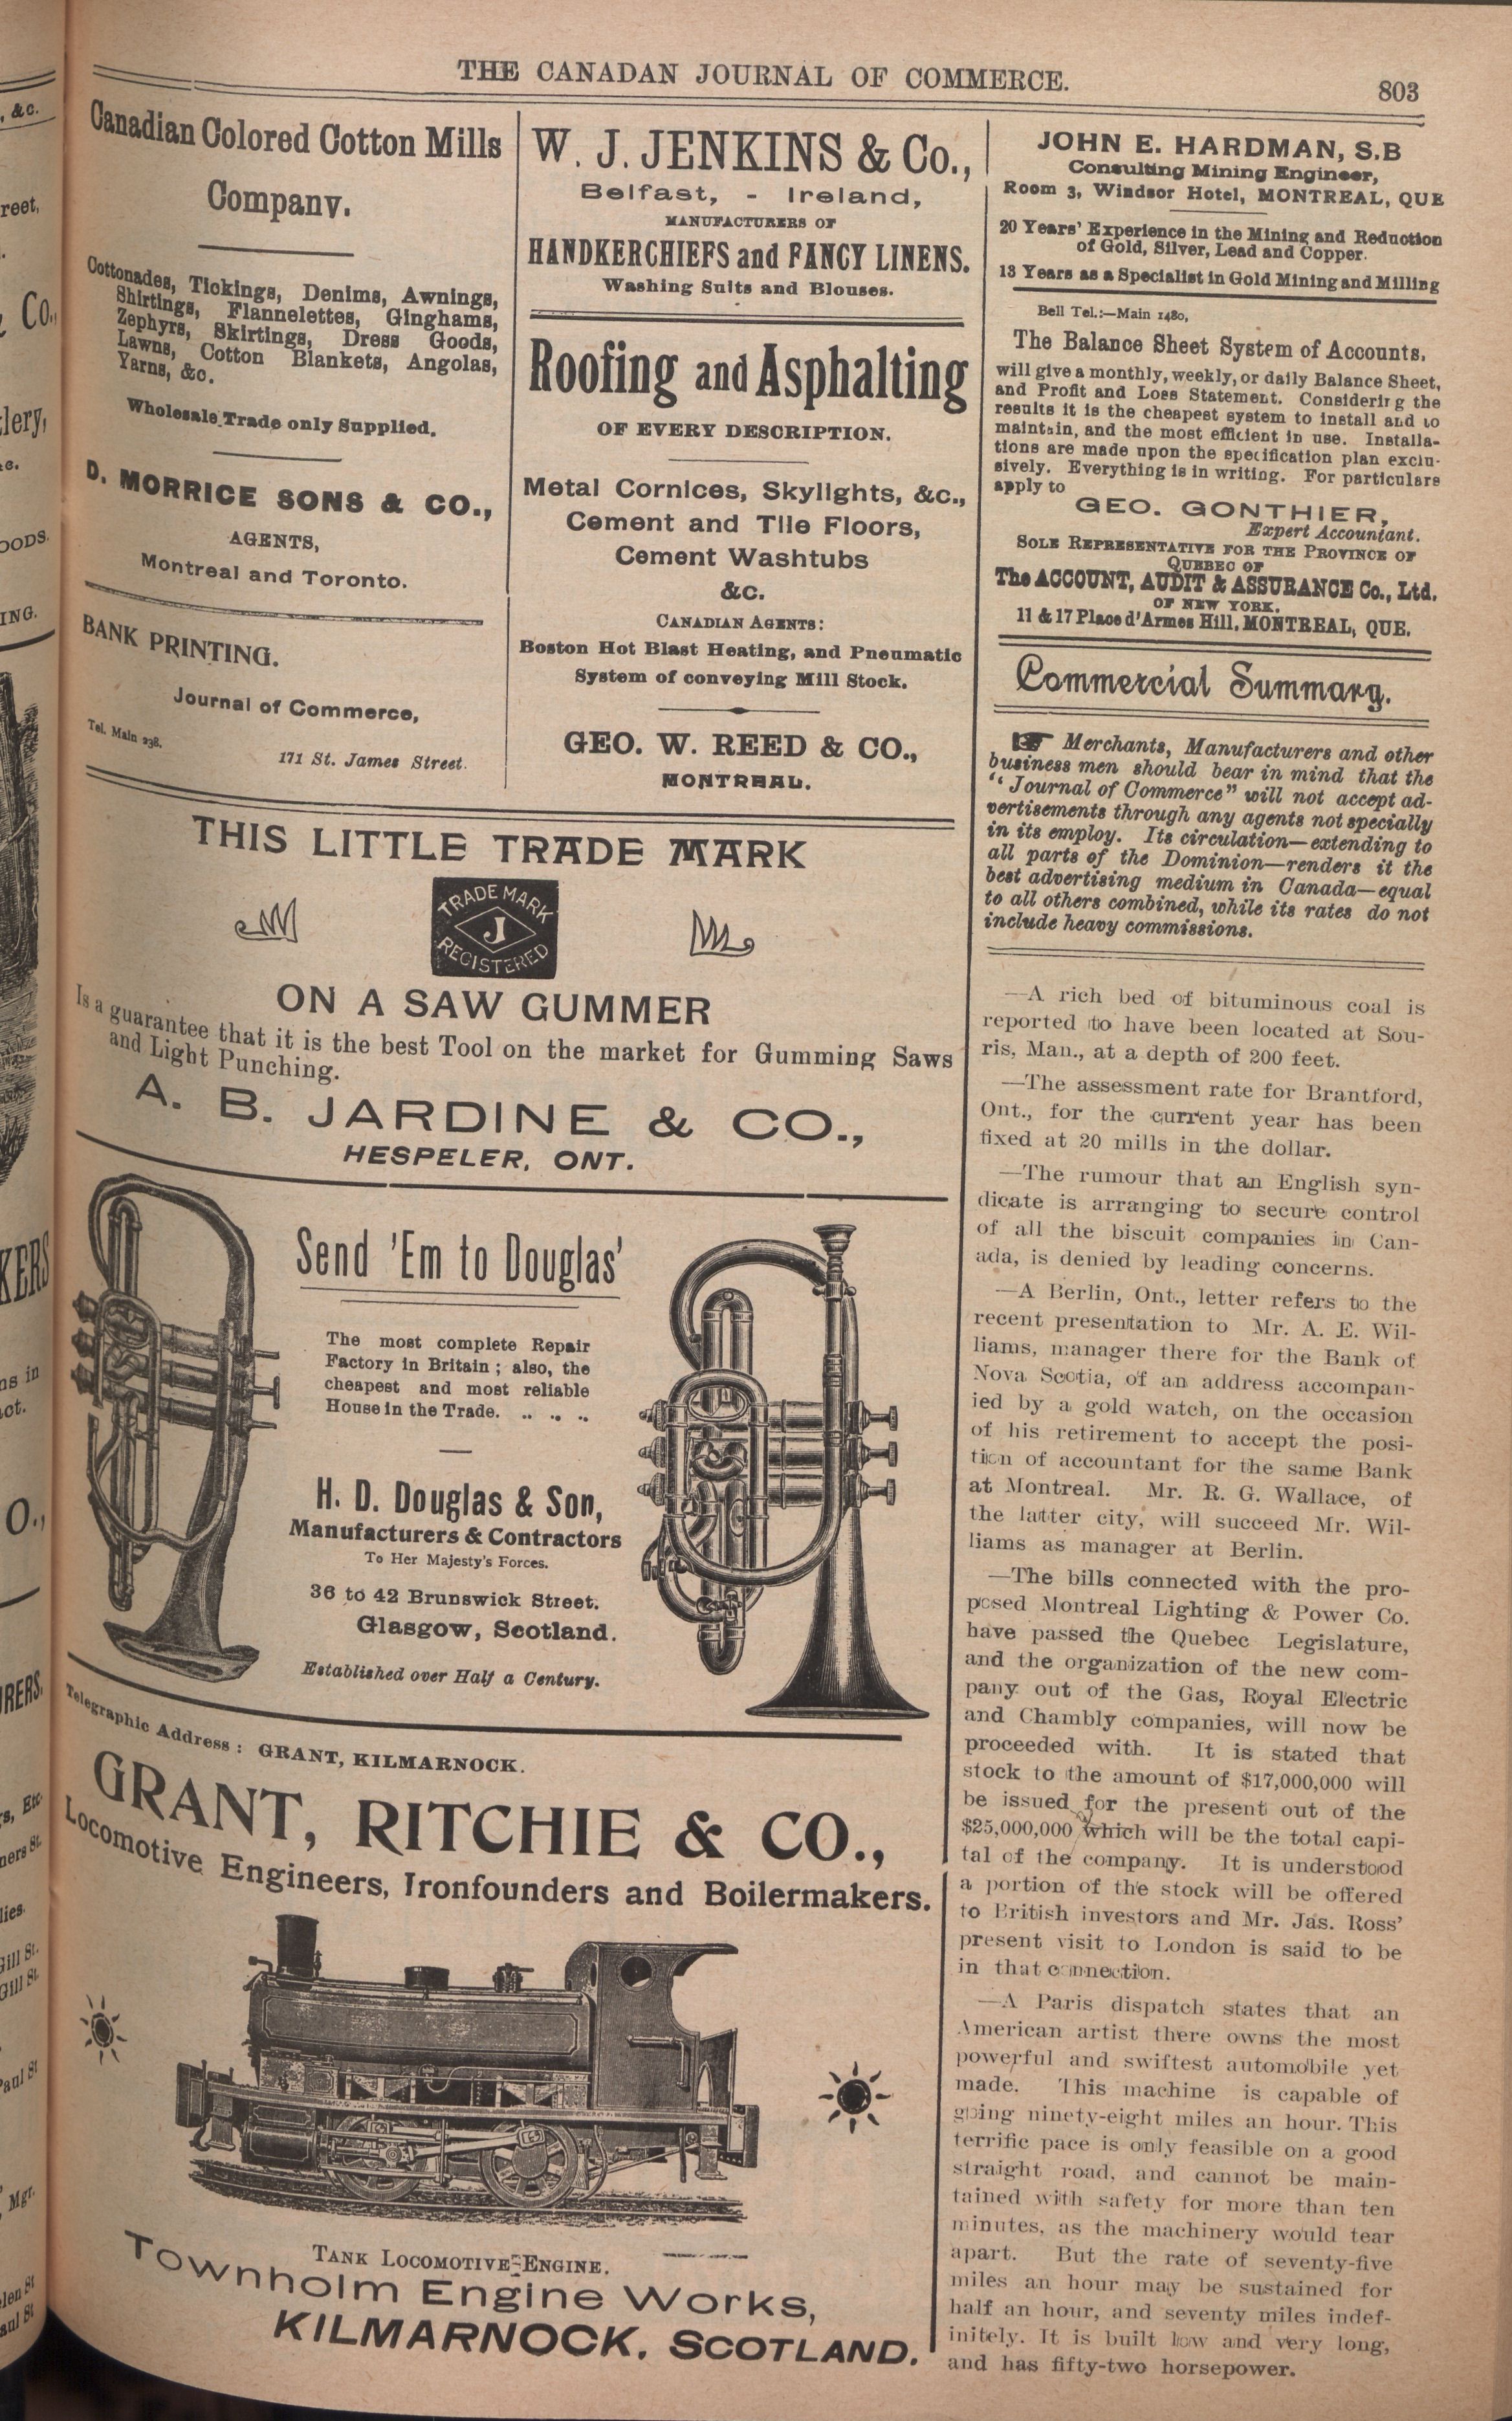 THE CANADAN JOURNAL OF COMMERCE.
803
Canadian Colored Cotton Mills
Company.
Cottonades, Tickings, Denims, Awnings,
Shirtings, Flannelettes, Ginghams,
Zephyrs, Skirtings, Dress Goods,
Lawns, Cotton Blankets, Angolas,
Yarns, &c.
Wholesale Trade only Supplied.
D. MORRICE SONS & CO.,
AGENTS,
Montreal and Toronto.
BANK PRINTING.
Journal of Commerce,
Tel. Main 238.
171 St. James Street.
W. J. JENKINS & Co.,
Belfast, - Ireland,
MANUFACTURERS OF
HANDKERCHIEFS and FANCY LINENS.
Washing Suits and Blouses.
Roofing and Asphalting
OF EVERY DESCRIPTION.
Metal Cornices, Skylights, &c.,
Cement and Tile Floors,
Cement Washtubs
&c.
CANADIAN AGENTS:
Boston Hot Blast Heating, and Pneumatic
System of conveying Mill Stock.
GEO. W. REED & CO.,
MONTREAL.
THIS LITTLE TRADE MARK
TRADE MARK
J
REGISTERED
ON A SAW GUMMER
Is a guarantee that it is the best Tool on the market for Gumming Saws
and Light Punching.
A. B. JARDINE & CO.,
HESPELER, ONT.
Send 'Em to Douglas'
The most complete Repair
Factory in Britain; also, the
cheapest and most reliable
House in the Trade. .. .. ..
H. D. Douglas & Son,
Manufacturers & Contractors
To Her Majesty's Forces.
36 to 42 Brunswick Street.
Glasgow, Scotland.
Established over Half a Century.
Telegraphic Address: GRANT, KILMARNOCK.
GRANT, RITCHIE & CO.,
Locomotive Engineers, Ironfounders and Boilermakers.
TANK LOCOMOTIVE-ENGINE.
Townholm Engine Works,
KILMARNOCK, SCOTLAND.
JOHN E. HARDMAN, S.B
Consulting Mining Engineer,
Room 3, Windsor Hotel, MONTREAL, QUE
20 Years' Experience in the Mining and Reduction
of Gold, Silver, Lead and Copper.
13 Years as a Specialist in Gold Mining and Milling
Bell Tel.:—Main 1480,
The Balance Sheet System of Accounts,
will give a monthly, weekly, or daily Balance Sheet,
and Profit and Loss Statement. Considering the
results it is the cheapest system to install and to
maintain, and the most efficient in use. Installa-
tions are made upon the specification plan exclu-
sively. Everything is in writing. For particulars
apply to
GEO. GONTHIER,
Expert Accountant.
SOLE REPRESENTATIVE FOR THE PROVINCE OF
QUEBEC OF
The ACCOUNT, AUDIT & ASSURANCE Co., Ltd.
OF NEW YORK.
11 & 17 Place d'Armes Hill, MONTREAL, QUE.
Commercial Summary.
☞ Merchants, Manufacturers and other
business men should bear in mind that the
"Journal of Commerce" will not accept ad-
vertisements through any agents not specially
in its employ. Its circulation—extending to
all parts of the Dominion—renders it the
best advertising medium in Canada—equal
to all others combined, while its rates do not
include heavy commissions.
—A rich bed of bituminous coal is
reported to have been located at Sou-
ris, Man., at a depth of 200 feet.
—The assessment rate for Brantford,
Ont., for the current year has been
fixed at 20 mills in the dollar.
—The rumour that an English syn-
dicate is arranging to secure control
of all the biscuit companies in Can-
ada, is denied by leading concerns.
—A Berlin, Ont., letter refers to the
recent presentation to Mr. A. E. Wil-
liams, manager there for the Bank of
Nova Scotia, of an address accompan-
ied by a gold watch, on the occasion
of his retirement to accept the posi-
tion of accountant for the same Bank
at Montreal. Mr. R. G. Wallace, of
the latter city, will succeed Mr. Wil-
liams as manager at Berlin.
—The bills connected with the pro-
posed Montreal Lighting & Power Co.
have passed the Quebec Legislature,
and the organization of the new com-
pany out of the Gas, Royal Electric
and Chambly companies, will now be
proceeded with. It is stated that
stock to the amount of $17,000,000 will
be issued for the present out of the
$25,000,000 which will be the total capi-
tal of the company. It is understood
a portion of the stock will be offered
to British investors and Mr. Jas. Ross'
present visit to London is said to be
in that connection.
—A Paris dispatch states that an
American artist there owns the most
powerful and swiftest automobile yet
made. This machine is capable of
going ninety-eight miles an hour. This
terrific pace is only feasible on a good
straight road, and cannot be main-
tained with safety for more than ten
minutes, as the machinery would tear
apart. But the rate of seventy-five
miles an hour may be sustained for
half an hour, and seventy miles indef-
initely. It is built low and very long,
and has fifty-two horsepower.